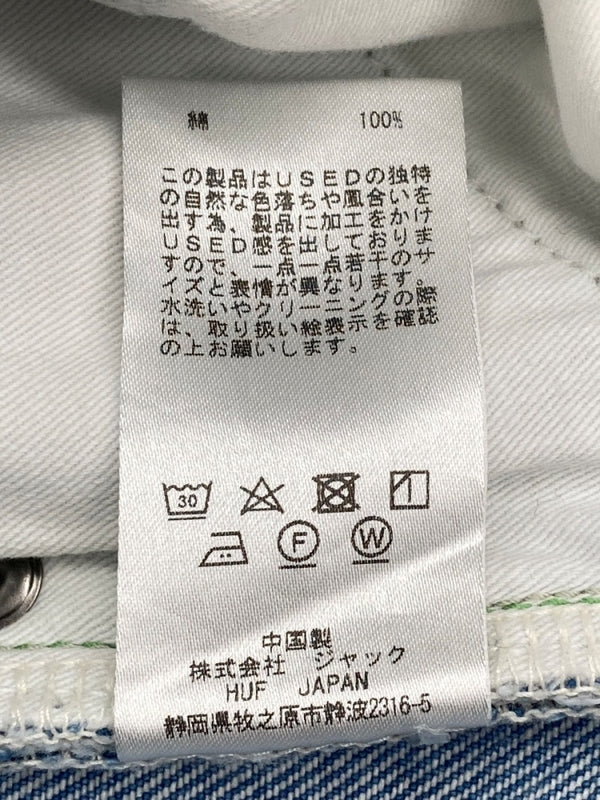 綿 100%
この製品はUSEDの独い特
の自然な色落ちや風合いを
出す為、製品に加工をかけ
USED感を出しております
すので、一点一点若干のサ
イズと表情が異なります。
水洗いやクリーニングの際
は、取り扱い絵表示を確認
の上お願いします。
30
F W
中国製
株式会社 ジャック
HUF JAPAN
静岡県牧之原市静波2316-5